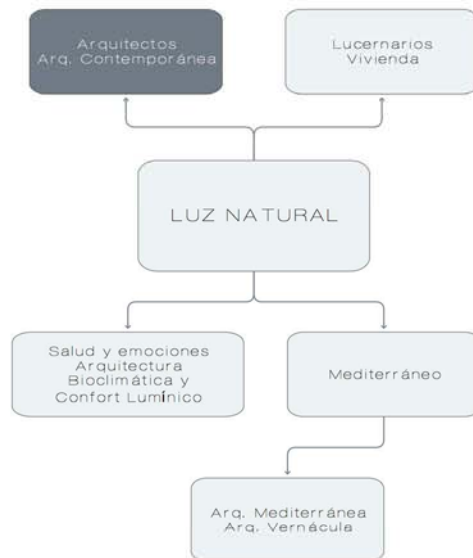 Arquitectos
Arq. Contemporánea
Lucernarios
Vivienda
LUZ NATURAL
Salud y emociones
Arquitectura
Bioclimática y
Confort Lumínico
Mediterráneo
Arq. Mediterránea
Arq. Vernácula